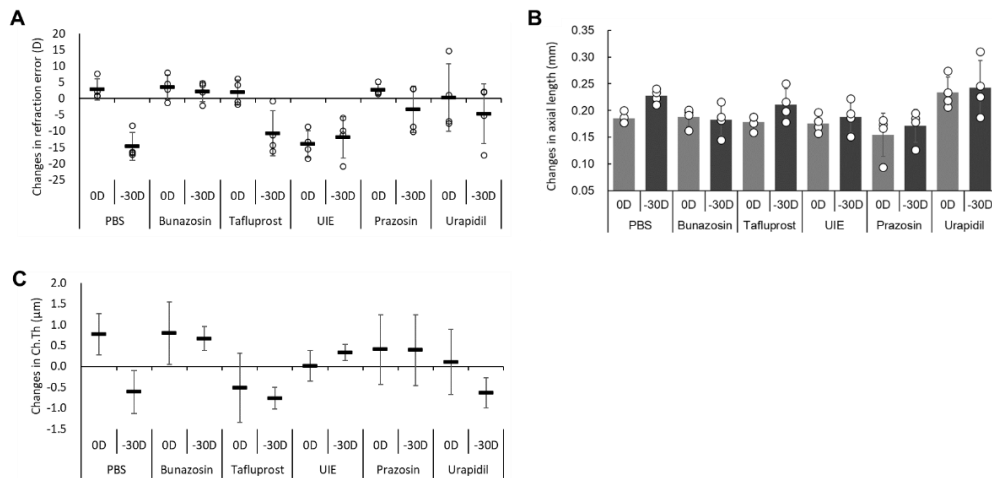 A
Changes in refraction error (D)
20
15
10
5
0
-5
-10
-15
-20
-25
0D -30D 0D -30D 0D -30D 0D -30D 0D -30D 0D -30D
PBS Bunazosin Tafluprost UIE Prazosin Urapidil
B
Changes in axial length (mm)
0.35
0.30
0.25
0.20
0.15
0.10
0.05
0D -30D 0D -30D 0D -30D 0D -30D 0D -30D 0D -30D
PBS Bunazosin Tafluprost UIE Prazosin Urapidil
C
Changes in Ch.Th (μm)
2.0
1.5
1.0
0.5
0.0
-0.5
-1.0
-1.5
0D -30D 0D -30D 0D -30D 0D -30D 0D -30D 0D -30D
PBS Bunazosin Tafluprost UIE Prazosin Urapidil